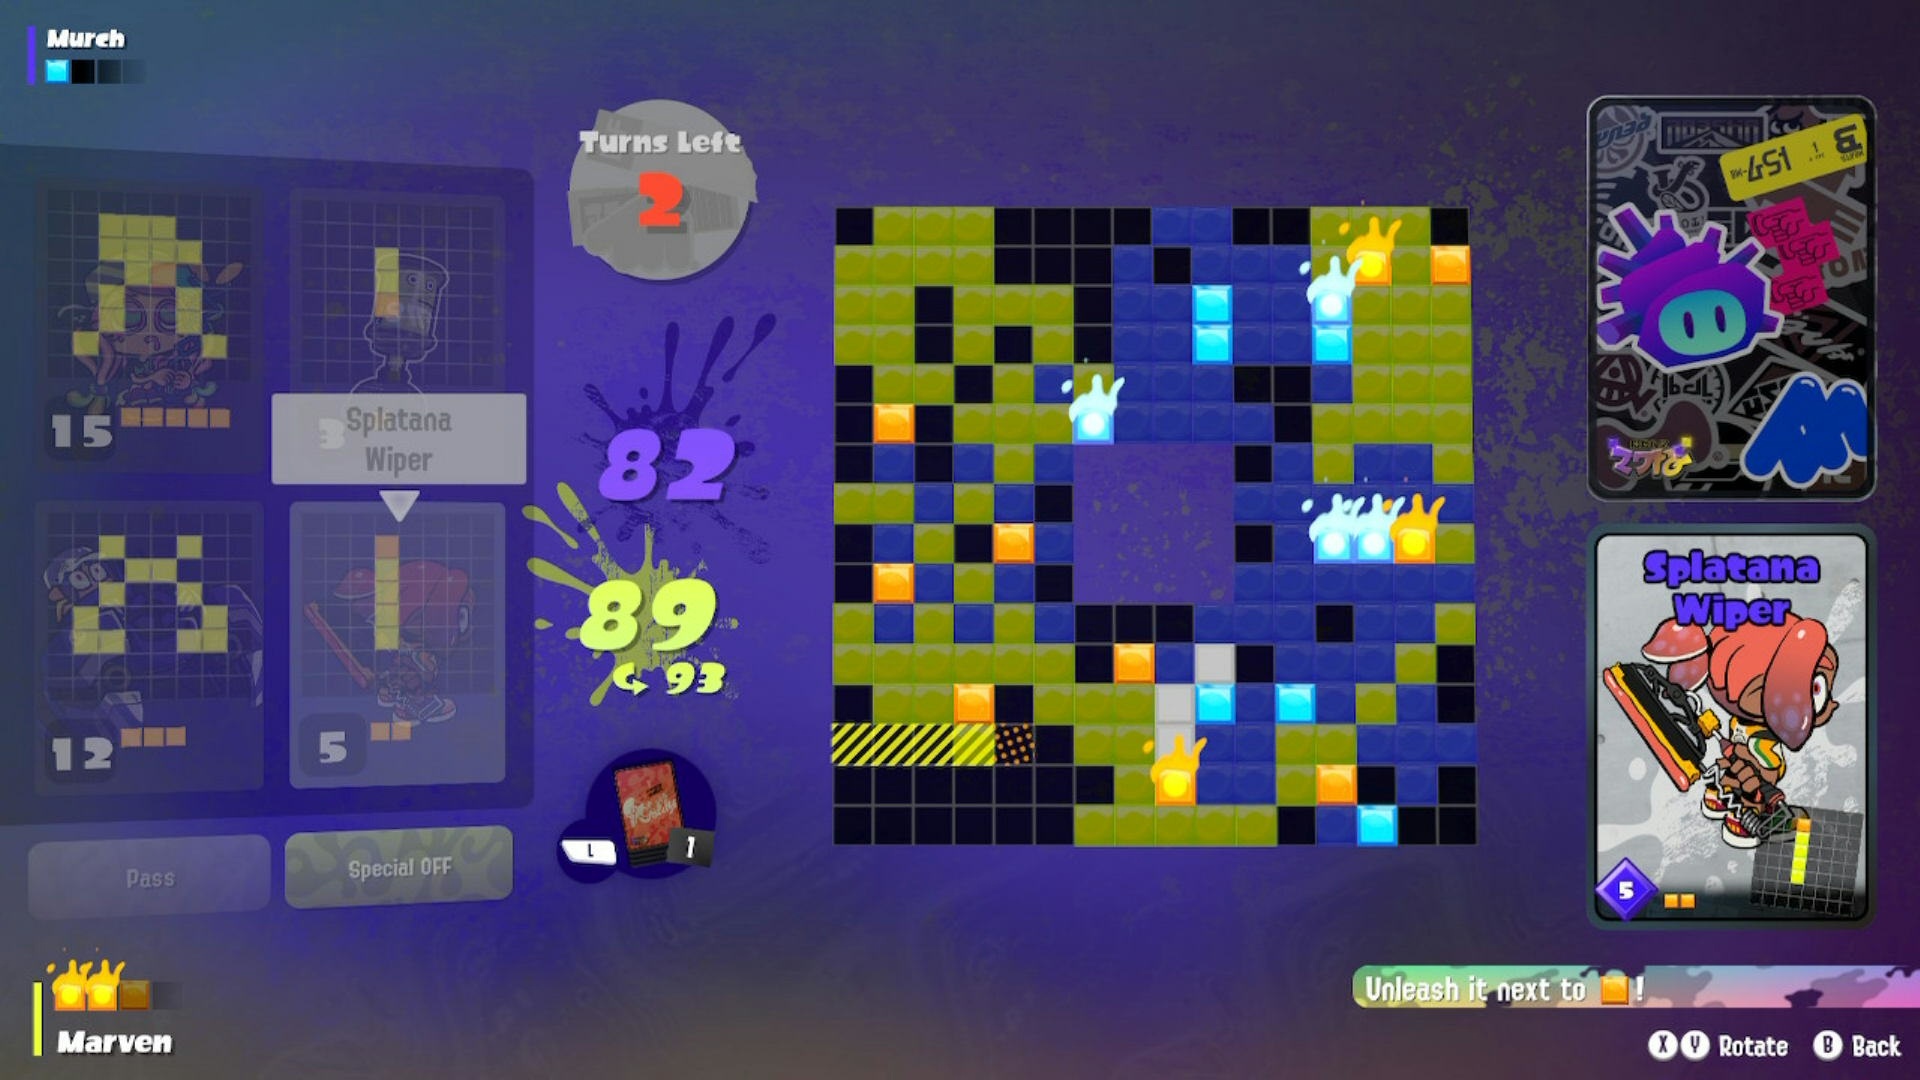 Murch
Turns Left
2
15
3
Splatana
Wiper
12
5
82
89
93
L
1
Pass
Special OFF
Marven
Splatana
Wiper
5
Unleash it next to !
X Y Rotate B Back